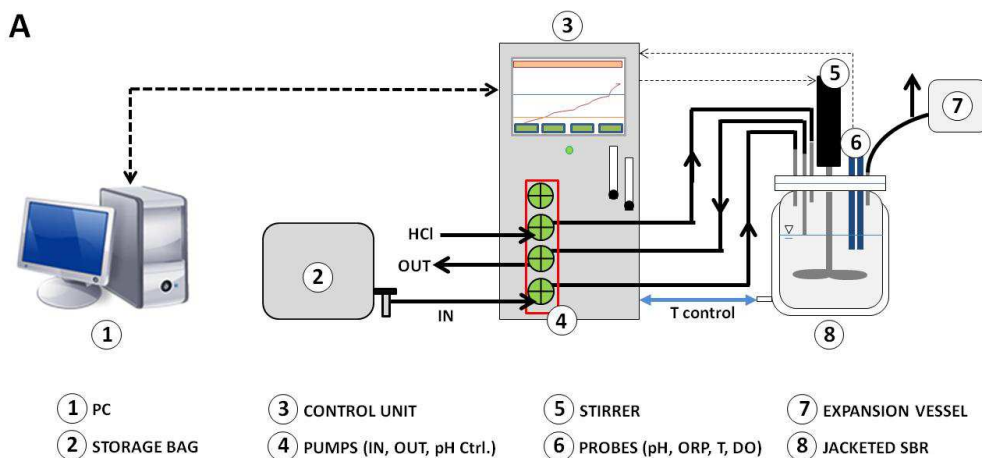 A
3
5
7
6
HCl
OUT
2
IN
4
T control
1
8
1 PC
3 CONTROL UNIT
5 STIRRER
7 EXPANSION VESSEL
2 STORAGE BAG
4 PUMPS (IN, OUT, pH Ctrl.)
6 PROBES (pH, ORP, T, DO)
8 JACKETED SBR